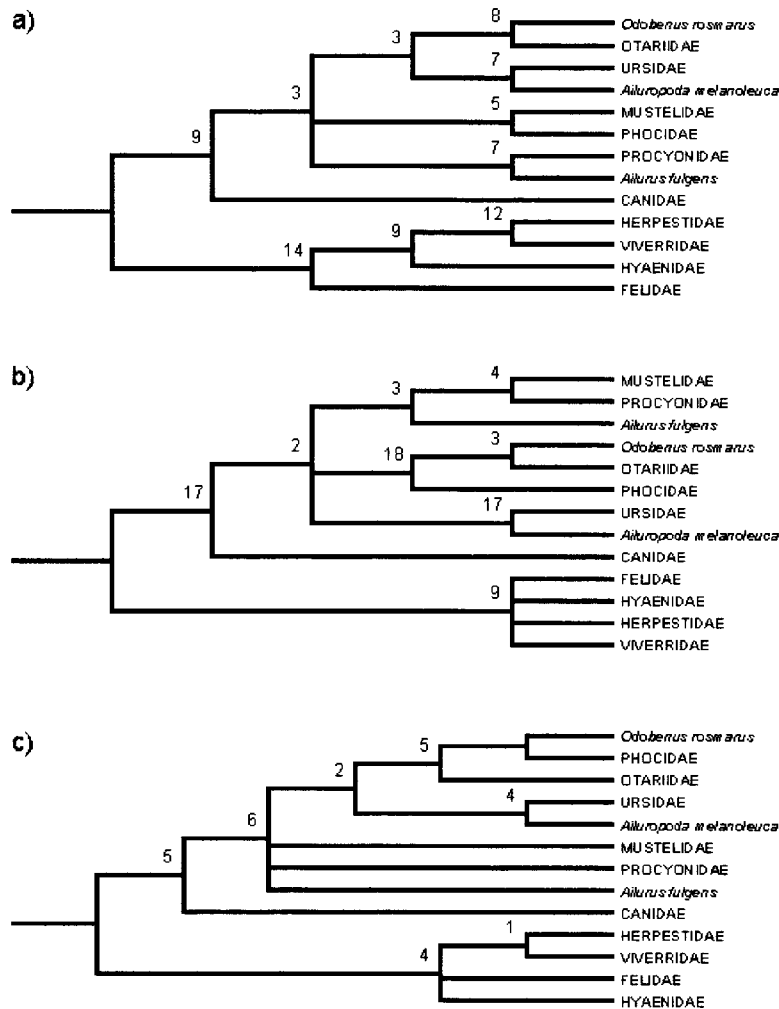 a)
8
Odobenus rosmarus
OTARIIDAE
3
7
URSIDAE
Ailuropoda melanoleuca
3
5
MUSTELIDAE
PHOCIDAE
9
7
PROCYONIDAE
Ailurus fulgens
CANIDAE
12
HERPESTIDAE
9
VIVERRIDAE
14
HYAENIDAE
FELIDAE
b)
4
MUSTELIDAE
3
PROCYONIDAE
Ailurus fulgens
2
3
Odobenus rosmarus
18
OTARIIDAE
PHOCIDAE
17
17
URSIDAE
Ailuropoda melanoleuca
CANIDAE
9
FELIDAE
HYAENIDAE
HERPESTIDAE
VIVERRIDAE
c)
Odobenus rosmarus
5
PHOCIDAE
2
OTARIIDAE
4
URSIDAE
6
Ailuropoda melanoleuca
MUSTELIDAE
5
PROCYONIDAE
Ailurus fulgens
CANIDAE
1
HERPESTIDAE
4
VIVERRIDAE
FELIDAE
HYAENIDAE